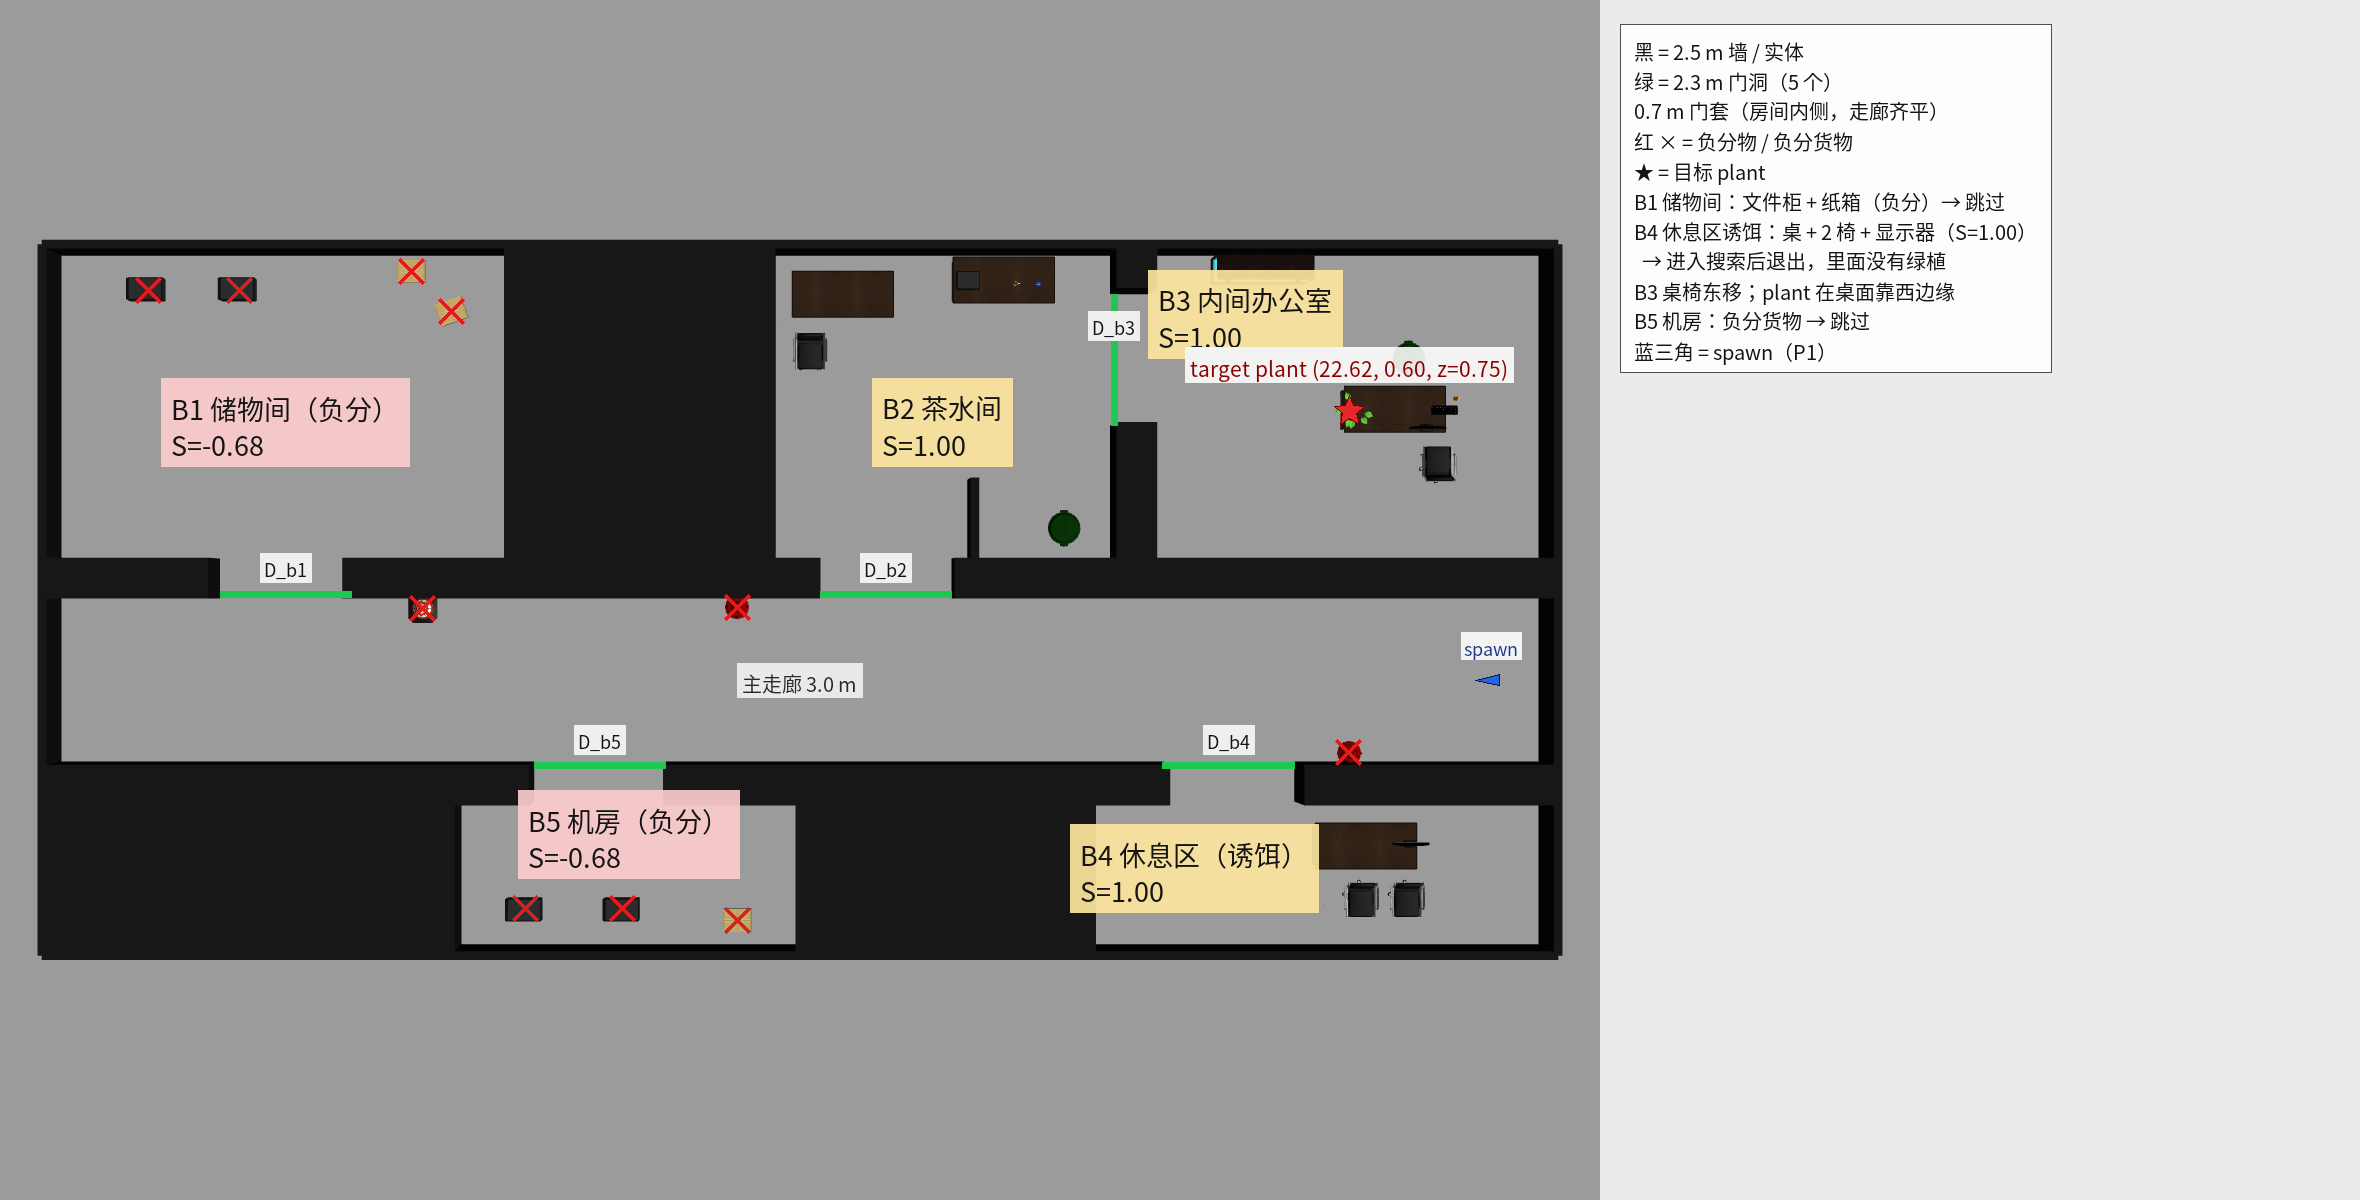 B1 储物间（负分）
S=-0.68
B2 茶水间
S=1.00
D_b3
B3 内间办公室
S=1.00
target plant (22.62, 0.60, z=0.75)
D_b1
D_b2
spawn
主走廊 3.0 m
D_b5
D_b4
B5 机房（负分）
S=-0.68
B4 休息区（诱饵）
S=1.00
黑 = 2.5 m 墙 / 实体
绿 = 2.3 m 门洞（5 个）
0.7 m 门套（房间内侧，走廊齐平）
红 × = 负分物 / 负分货物
★ = 目标 plant
B1 储物间：文件柜 + 纸箱（负分）→ 跳过
B4 休息区诱饵：桌 + 2 椅 + 显示器（S=1.00）
→ 进入搜索后退出，里面没有绿植
B3 桌椅东移；plant 在桌面靠西边缘
B5 机房：负分货物 → 跳过
蓝三角 = spawn（P1）